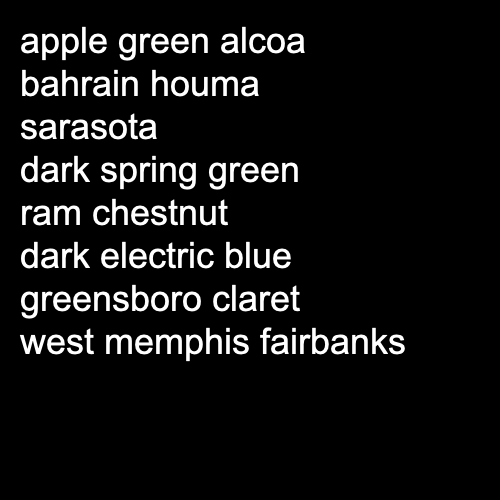 apple green alcoa
bahrain houma
sarasota
dark spring green
ram chestnut
dark electric blue
greensboro claret
west memphis fairbanks